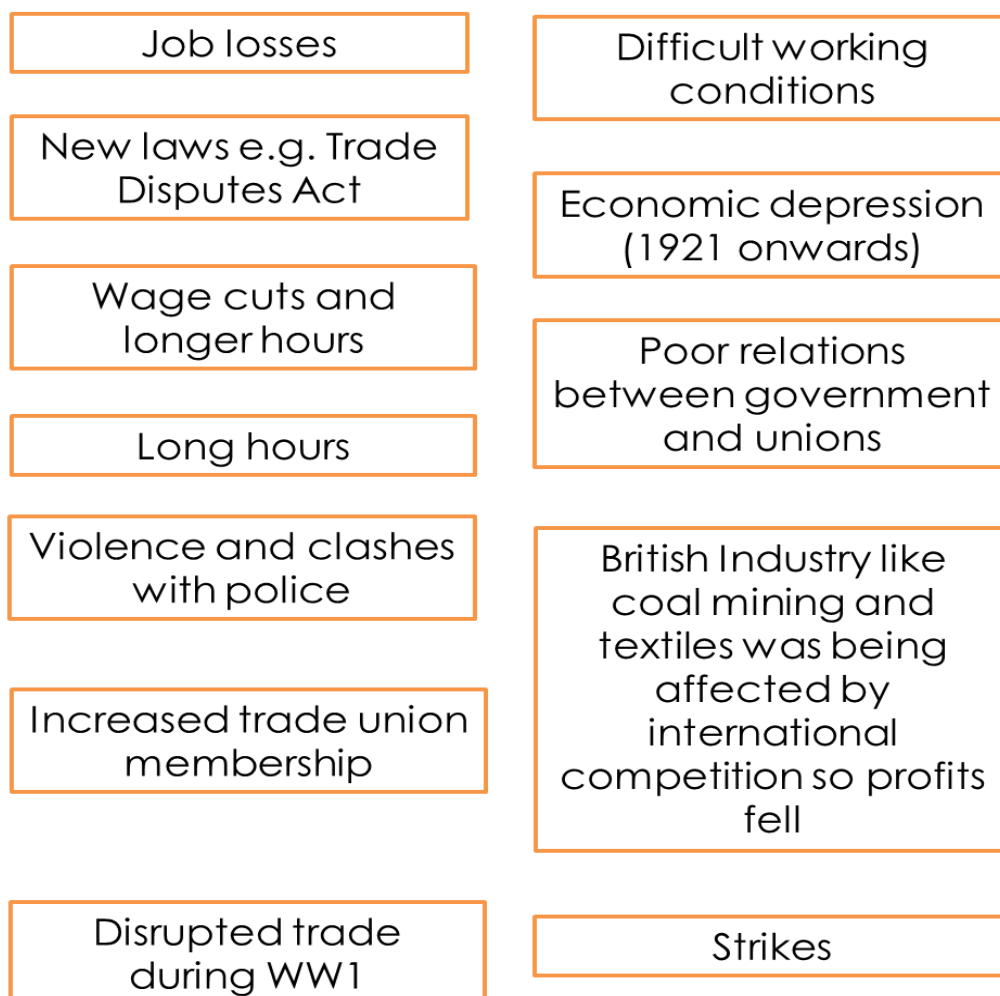 Job losses
New laws e.g. Trade
Disputes Act
Wage cuts and
longer hours
Long hours
Violence and clashes
with police
Increased trade union
membership
Disrupted trade
during WW1
Difficult working
conditions
Economic depression
(1921 onwards)
Poor relations
between government
and unions
British Industry like
coal mining and
textiles was being
affected by
international
competition so profits
fell
Strikes